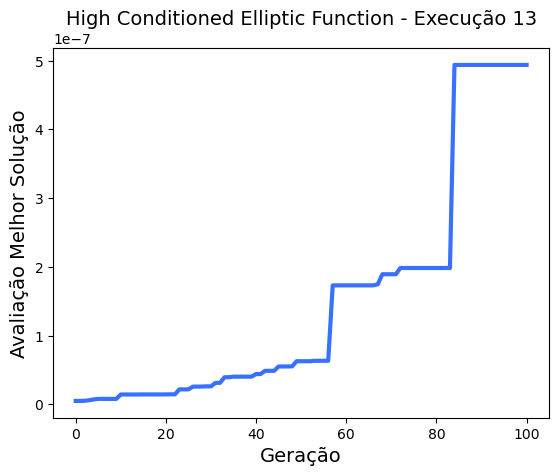 High Conditioned Elliptic Function - Execução 13
1e−7
5
4
3
2
1
0
Avaliação Melhor Solução
0 20 40 60 80 100
Geração